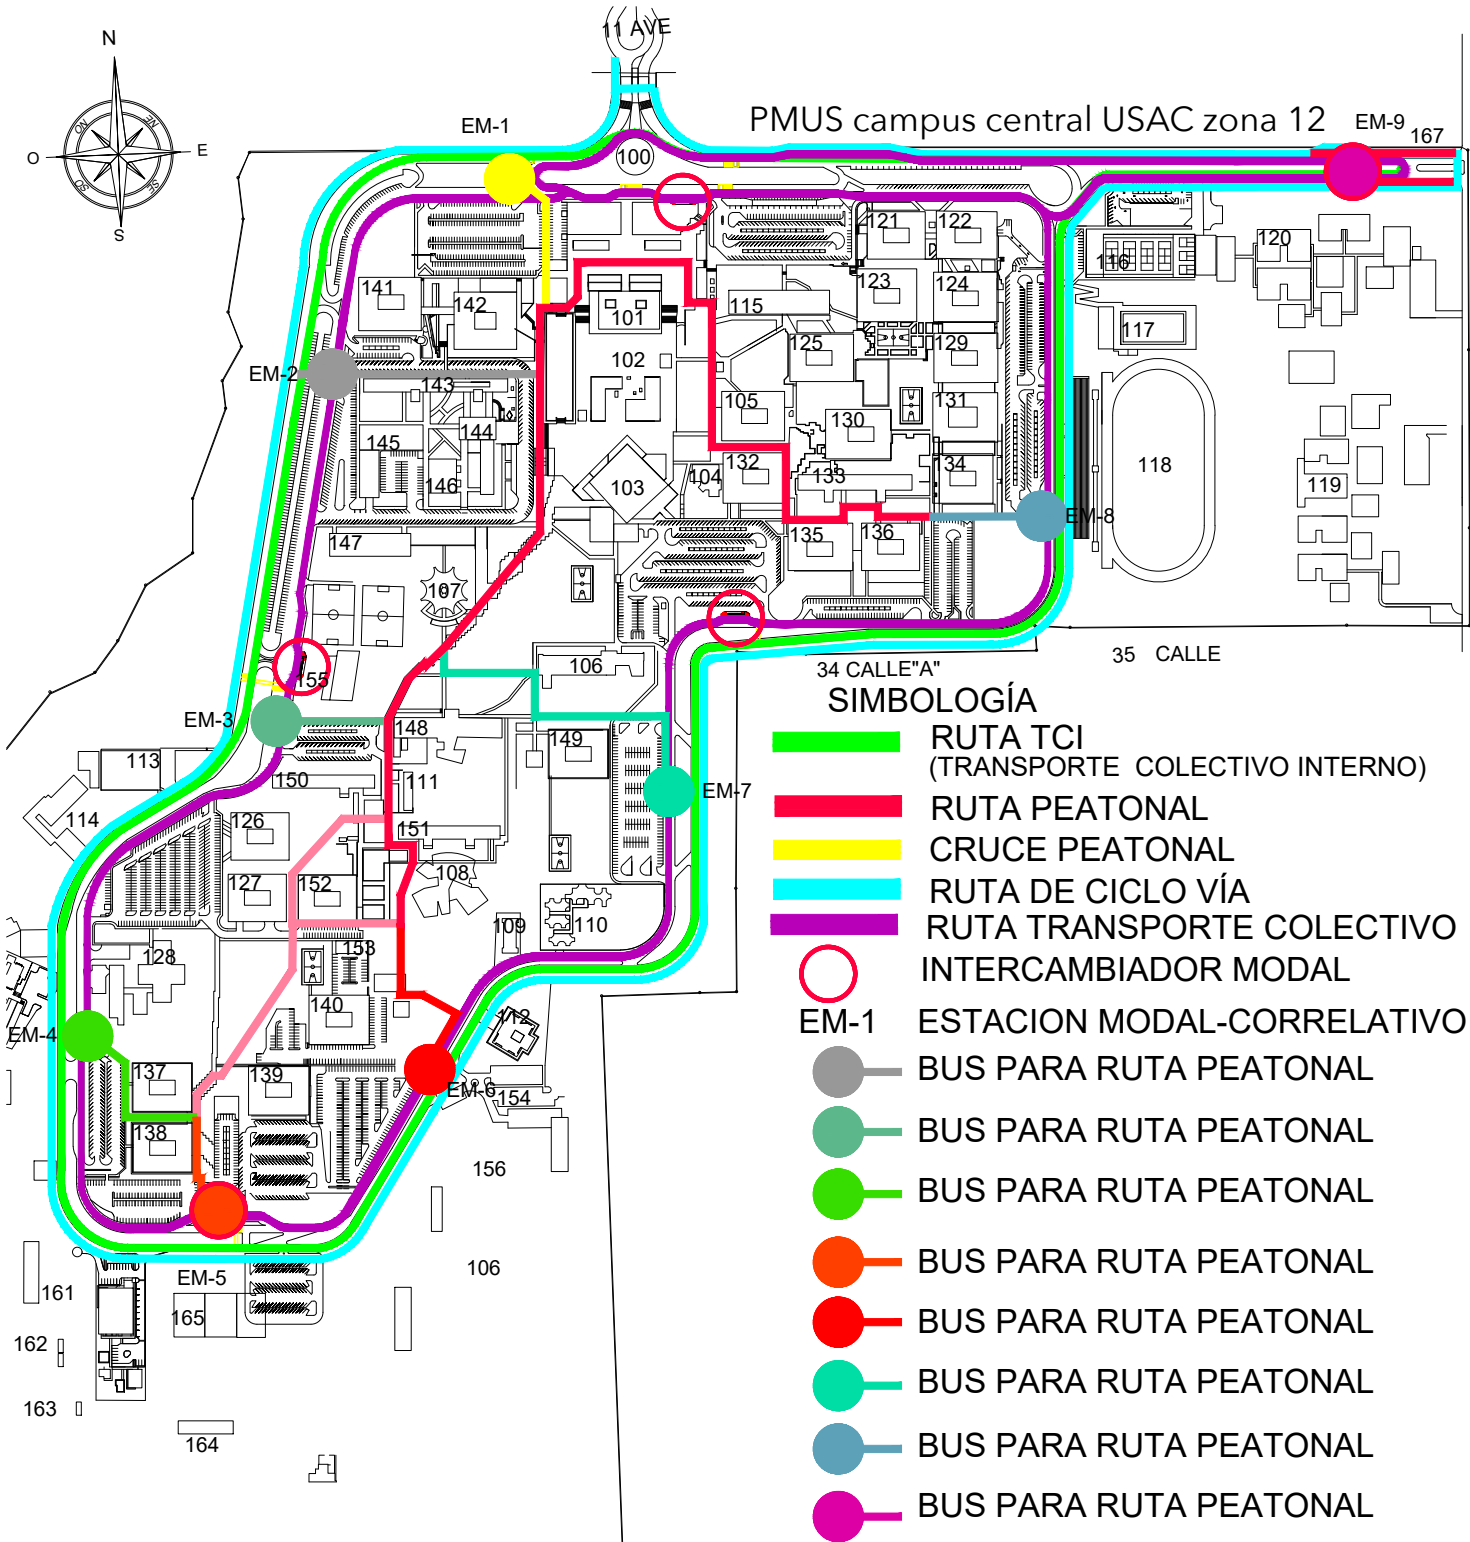 11 AVE
N
NO
NE
O
E
SO
SE
S
PMUS campus central USAC zona 12
EM-1
EM-9
167
100
121
122
120
116
141
142
123
124
115
117
101
102
125
129
EM-2
143
105
131
130
144
145
146
103
104
132
133
134
118
119
EM-8
135
136
147
107
106
155
34 CALLE"A"
35 CALLE
EM-3
148
149
113
150
111
EM-7
114
126
151
127
152
108
109
110
128
153
140
112
EM-4
137
139
EM-6
154
138
156
106
EM-5
161
165
162
163
164
SIMBOLOGÍA
RUTA TCI
(TRANSPORTE COLECTIVO INTERNO)
RUTA PEATONAL
CRUCE PEATONAL
RUTA DE CICLO VÍA
RUTA TRANSPORTE COLECTIVO
INTERCAMBIADOR MODAL
EM-1 ESTACION MODAL-CORRELATIVO
BUS PARA RUTA PEATONAL
BUS PARA RUTA PEATONAL
BUS PARA RUTA PEATONAL
BUS PARA RUTA PEATONAL
BUS PARA RUTA PEATONAL
BUS PARA RUTA PEATONAL
BUS PARA RUTA PEATONAL
BUS PARA RUTA PEATONAL